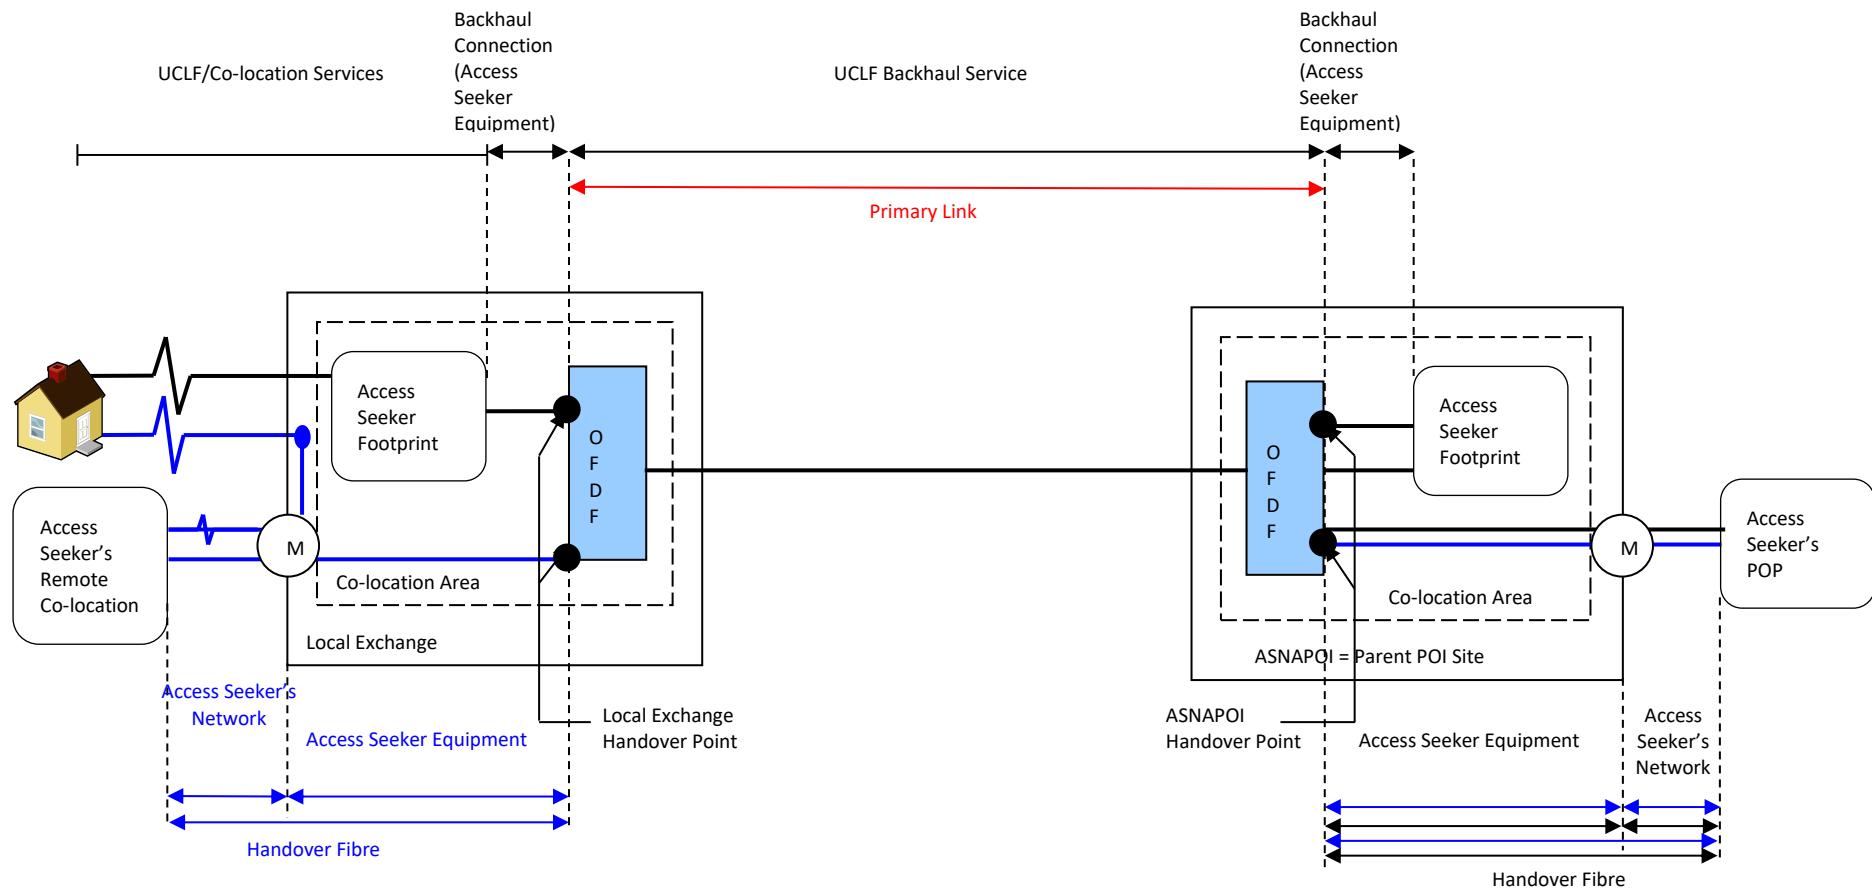 Backhaul
Connection
(Access
Seeker
Equipment)
Backhaul
Connection
(Access
Seeker
Equipment)
UCLF/Co-location Services
UCLF Backhaul Service
Primary Link
Access
Seeker
Footprint
O
F
D
F
O
F
D
F
Access
Seeker
Footprint
Access
Seeker’s
Remote
Co-location
M
Co-location Area
Local Exchange
M
Co-location Area
ASNAPOI = Parent POI Site
Access
Seeker’s
POP
Access Seeker’s
Network
Access Seeker Equipment
Local Exchange
Handover Point
ASNAPOI
Handover Point
Access Seeker Equipment
Access
Seeker’s
Network
Handover Fibre
Handover Fibre